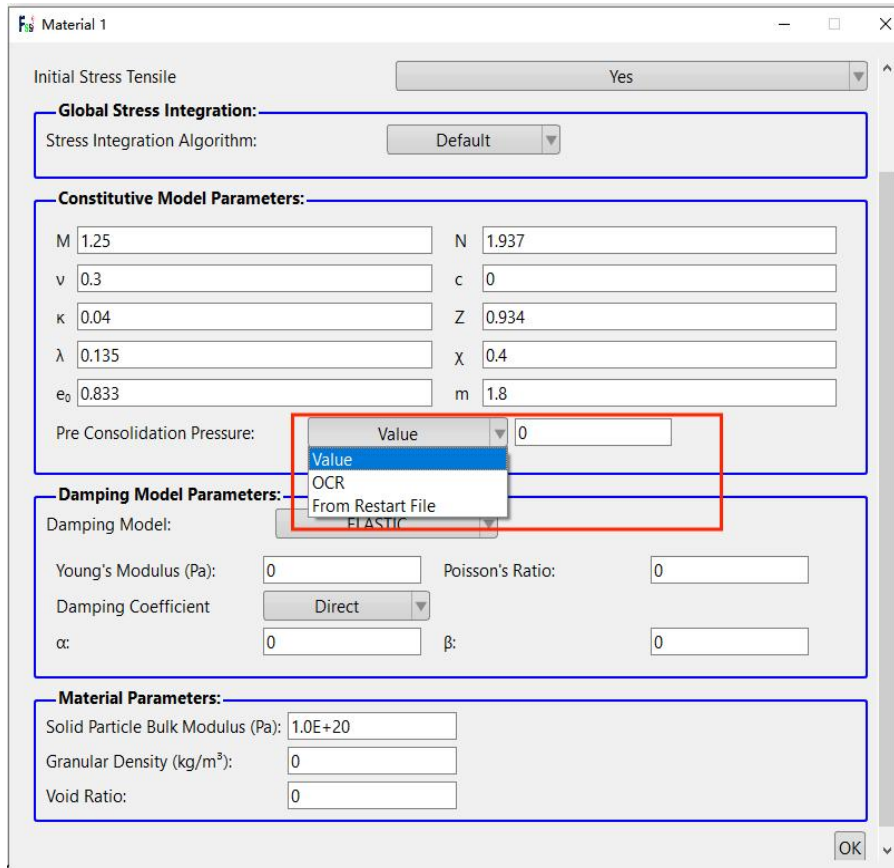 Material 1
Initial Stress Tensile Yes
Global Stress Integration:
Stress Integration Algorithm: Default
Constitutive Model Parameters:
M 1.25 N 1.937
ν 0.3 c 0
κ 0.04 Z 0.934
λ 0.135 χ 0.4
e₀ 0.833 m 1.8
Pre Consolidation Pressure: Value 0
Value
OCR
From Restart File
Damping Model Parameters:
Damping Model: ELASTIC
Young's Modulus (Pa): 0 Poisson's Ratio: 0
Damping Coefficient Direct
α: 0 β: 0
Material Parameters:
Solid Particle Bulk Modulus (Pa): 1.0E+20
Granular Density (kg/m³): 0
Void Ratio: 0
OK